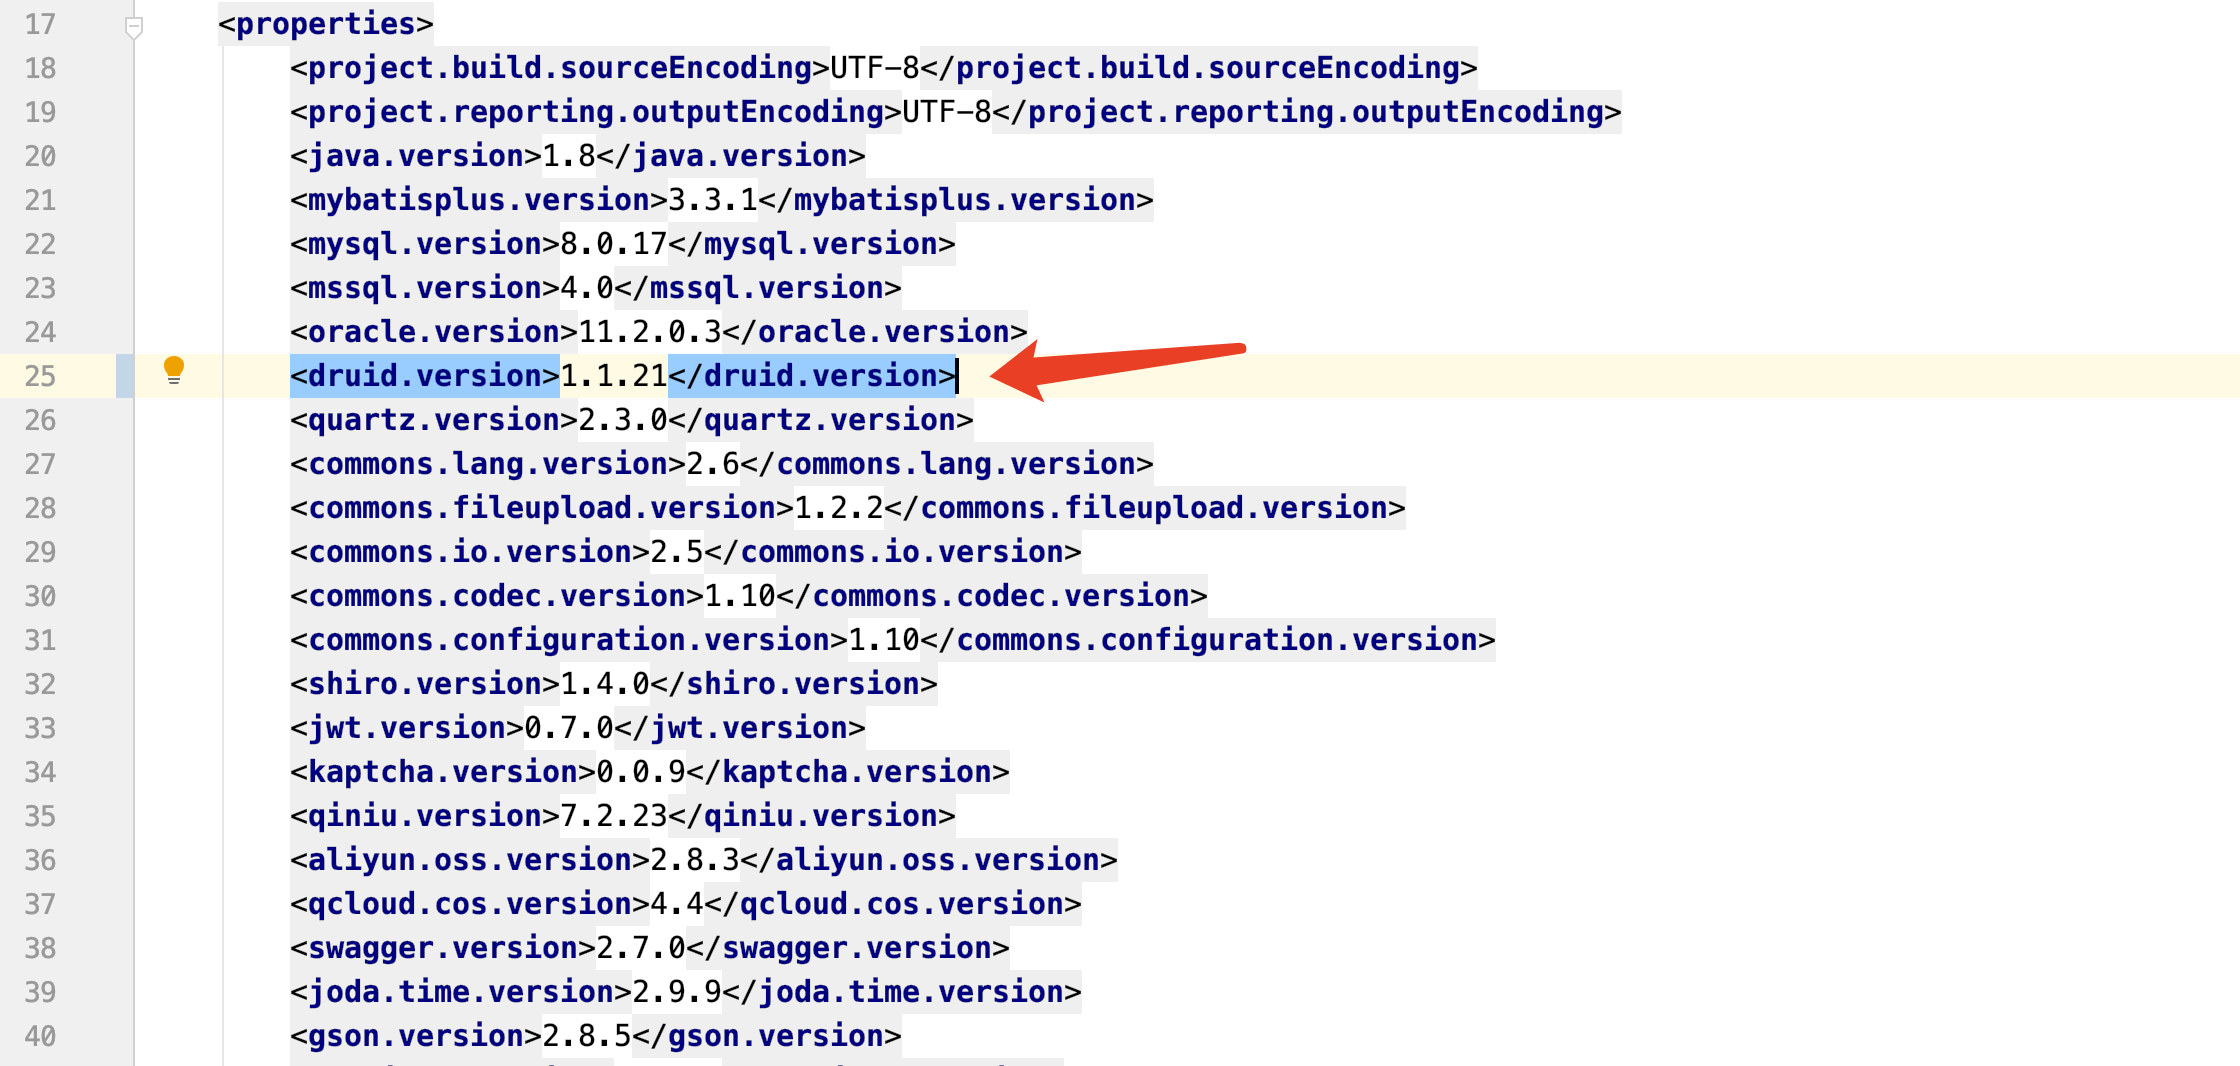 17 <properties>
18 <project.build.sourceEncoding>UTF-8</project.build.sourceEncoding>
19 <project.reporting.outputEncoding>UTF-8</project.reporting.outputEncoding>
20 <java.version>1.8</java.version>
21 <mybatisplus.version>3.3.1</mybatisplus.version>
22 <mysql.version>8.0.17</mysql.version>
23 <mssql.version>4.0</mssql.version>
24 <oracle.version>11.2.0.3</oracle.version>
25 <druid.version>1.1.21</druid.version>
26 <quartz.version>2.3.0</quartz.version>
27 <commons.lang.version>2.6</commons.lang.version>
28 <commons.fileupload.version>1.2.2</commons.fileupload.version>
29 <commons.io.version>2.5</commons.io.version>
30 <commons.codec.version>1.10</commons.codec.version>
31 <commons.configuration.version>1.10</commons.configuration.version>
32 <shiro.version>1.4.0</shiro.version>
33 <jwt.version>0.7.0</jwt.version>
34 <kaptcha.version>0.0.9</kaptcha.version>
35 <qiniu.version>7.2.23</qiniu.version>
36 <aliyun.oss.version>2.8.3</aliyun.oss.version>
37 <qcloud.cos.version>4.4</qcloud.cos.version>
38 <swagger.version>2.7.0</swagger.version>
39 <joda.time.version>2.9.9</joda.time.version>
40 <gson.version>2.8.5</gson.version>